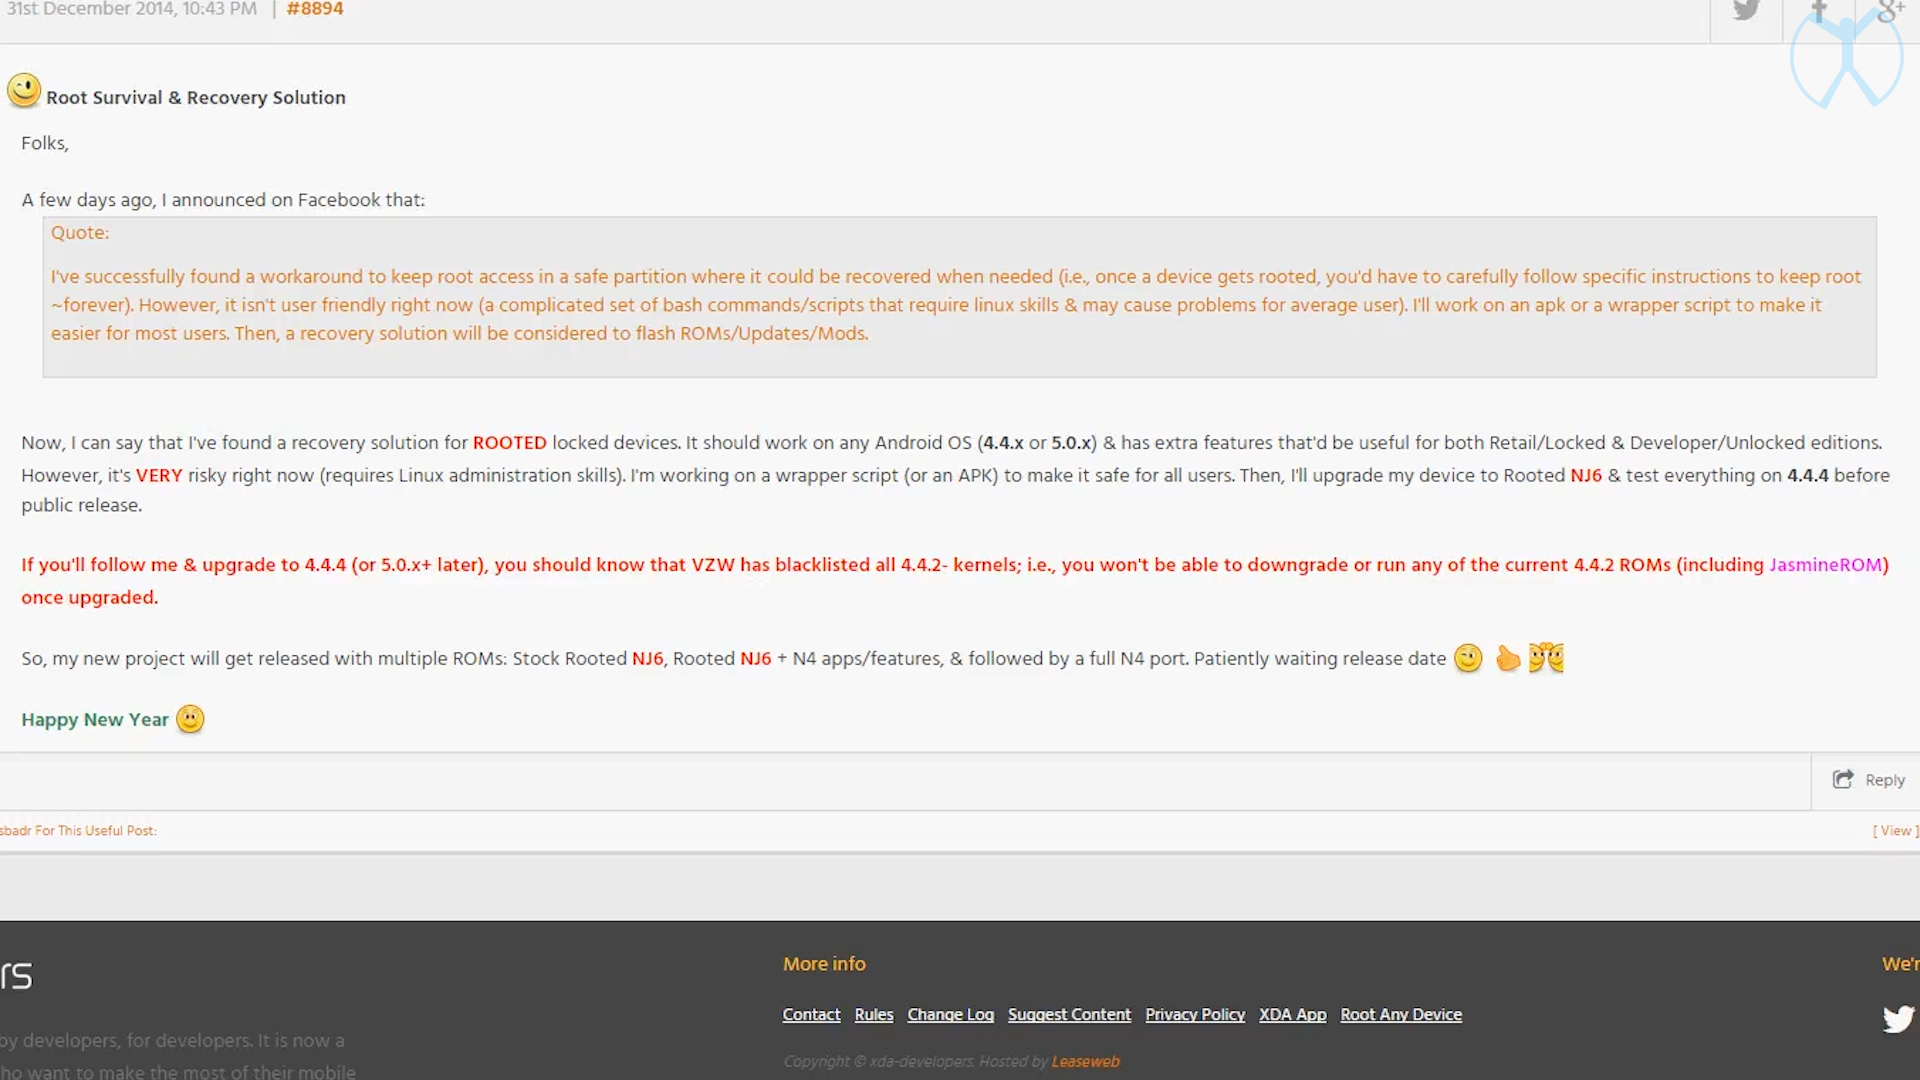 31st December 2014, 10:43 PM | #8894
Root Survival & Recovery Solution
Folks,
A few days ago, I announced on Facebook that:
Quote:
I've successfully found a workaround to keep root access in a safe partition where it could be recovered when needed (i.e., once a device gets rooted, you'd have to carefully follow specific instructions to keep root
~forever). However, it isn't user friendly right now (a complicated set of bash commands/scripts that require linux skills & may cause problems for average user). I'll work on an apk or a wrapper script to make it
easier for most users. Then, a recovery solution will be considered to flash ROMs/Updates/Mods.
Now, I can say that I've found a recovery solution for ROOTED locked devices. It should work on any Android OS (4.4.x or 5.0.x) & has extra features that'd be useful for both Retail/Locked & Developer/Unlocked editions.
However, it's VERY risky right now (requires Linux administration skills). I'm working on a wrapper script (or an APK) to make it safe for all users. Then, I'll upgrade my device to Rooted NJ6 & test everything on 4.4.4 before
public release.
If you'll follow me & upgrade to 4.4.4 (or 5.0.x+ later), you should know that VZW has blacklisted all 4.4.2- kernels; i.e., you won't be able to downgrade or run any of the current 4.4.2 ROMs (including JasmineROM)
once upgraded.
So, my new project will get released with multiple ROMs: Stock Rooted NJ6, Rooted NJ6 + N4 apps/features, & followed by a full N4 port. Patiently waiting release date
Happy New Year
Reply
sbadr For This Useful Post:
[ View ]
rs
More info
We'r
Contact Rules Change Log Suggest Content Privacy Policy XDA App Root Any Device
by developers, for developers. It is now a
Copyright © xda-developers. Hosted by Leaseweb
ho want to make the most of their mobile